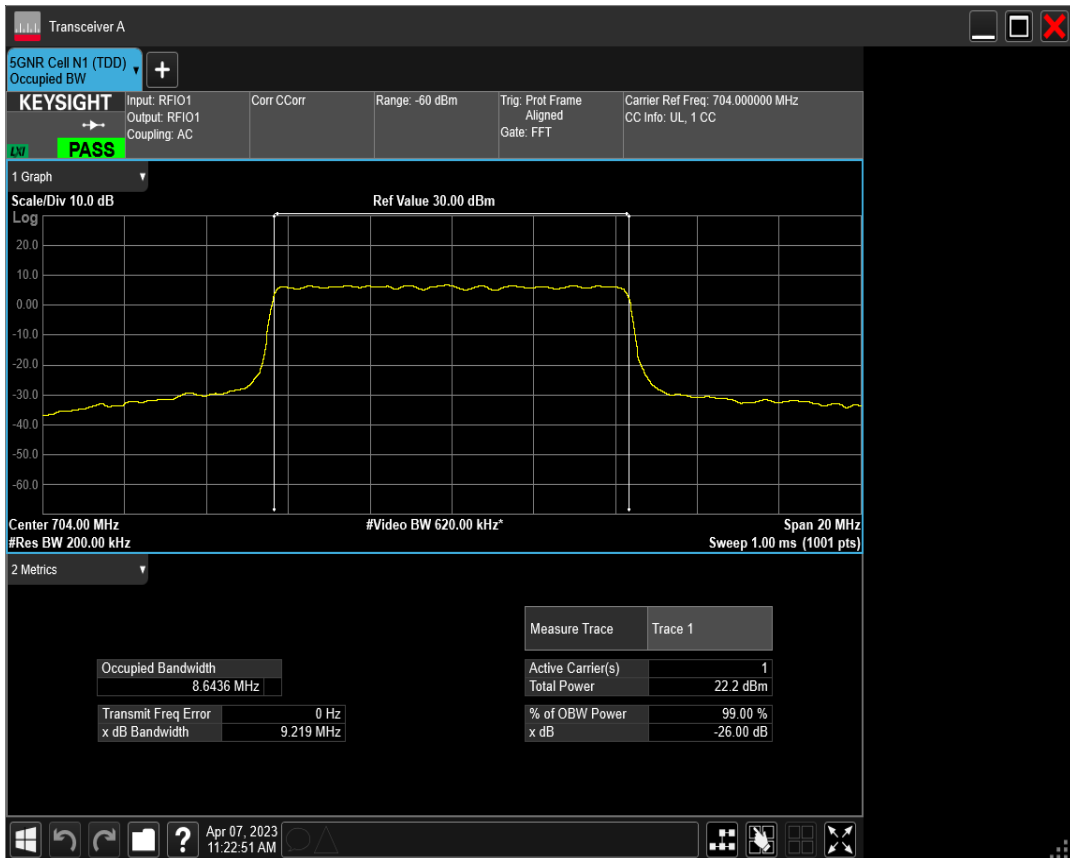 Transceiver A
5GNR Cell N1 (TDD)
Occupied BW
KEYSIGHT
Input: RFIO1
Output: RFIO1
Coupling: AC
Corr CCorr
Range: -60 dBm
Trig: Prot Frame
Aligned
Gate: FFT
Carrier Ref Freq: 704.000000 MHz
CC Info: UL, 1 CC
LXI
PASS
1 Graph
Scale/Div 10.0 dB
Ref Value 30.00 dBm
Log
20.0
10.0
0.00
-10.0
-20.0
-30.0
-40.0
-50.0
-60.0
Center 704.00 MHz
#Video BW 620.00 kHz*
Span 20 MHz
#Res BW 200.00 kHz
Sweep 1.00 ms (1001 pts)
2 Metrics
Measure Trace Trace 1
Occupied Bandwidth
8.6436 MHz
Active Carrier(s) 1
Total Power 22.2 dBm
Transmit Freq Error 0 Hz
x dB Bandwidth 9.219 MHz
% of OBW Power 99.00 %
x dB -26.00 dB
?
Apr 07, 2023
11:22:51 AM